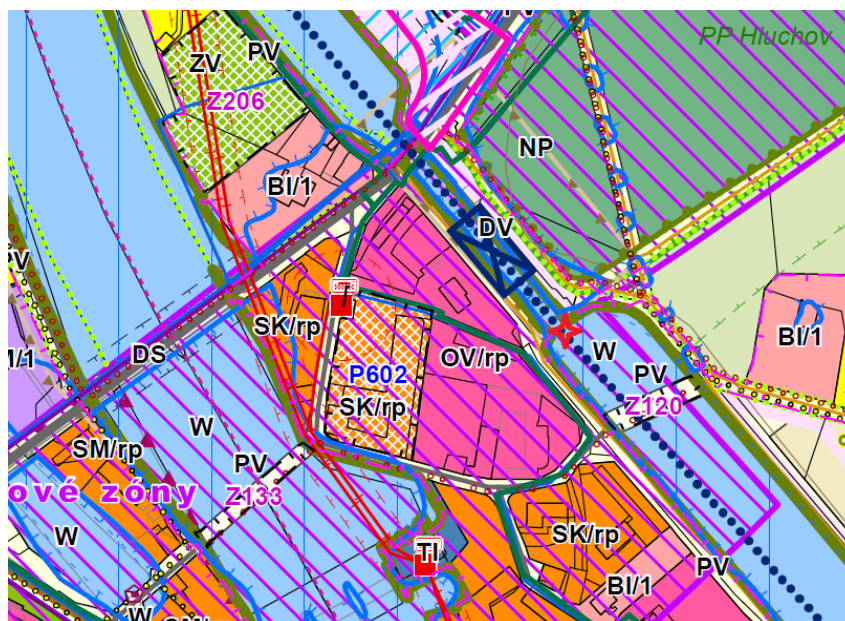 PP Hluchov
ZV
PV
Z206
NP
BI/1
DV
SK/rp
DS
OV/rp
W
BI/1
P602
SK/rp
PV
Z120
SM/rp
W
PV
ové zóny
Z133
W
SK/rp
TI
BI/1
PV
W